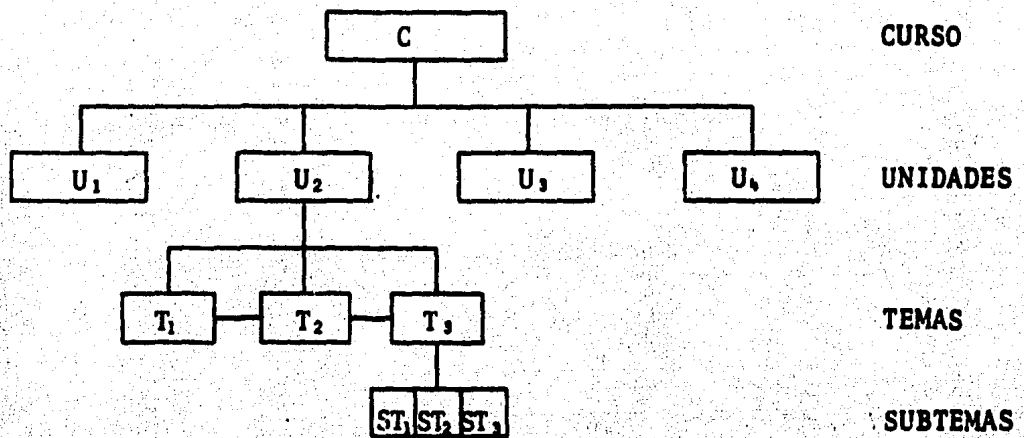 C CURSO
U₁ U₂ U₃ U₄ UNIDADES
T₁ T₂ T₃ TEMAS
ST₁ ST₂ ST₃ SUBTEMAS